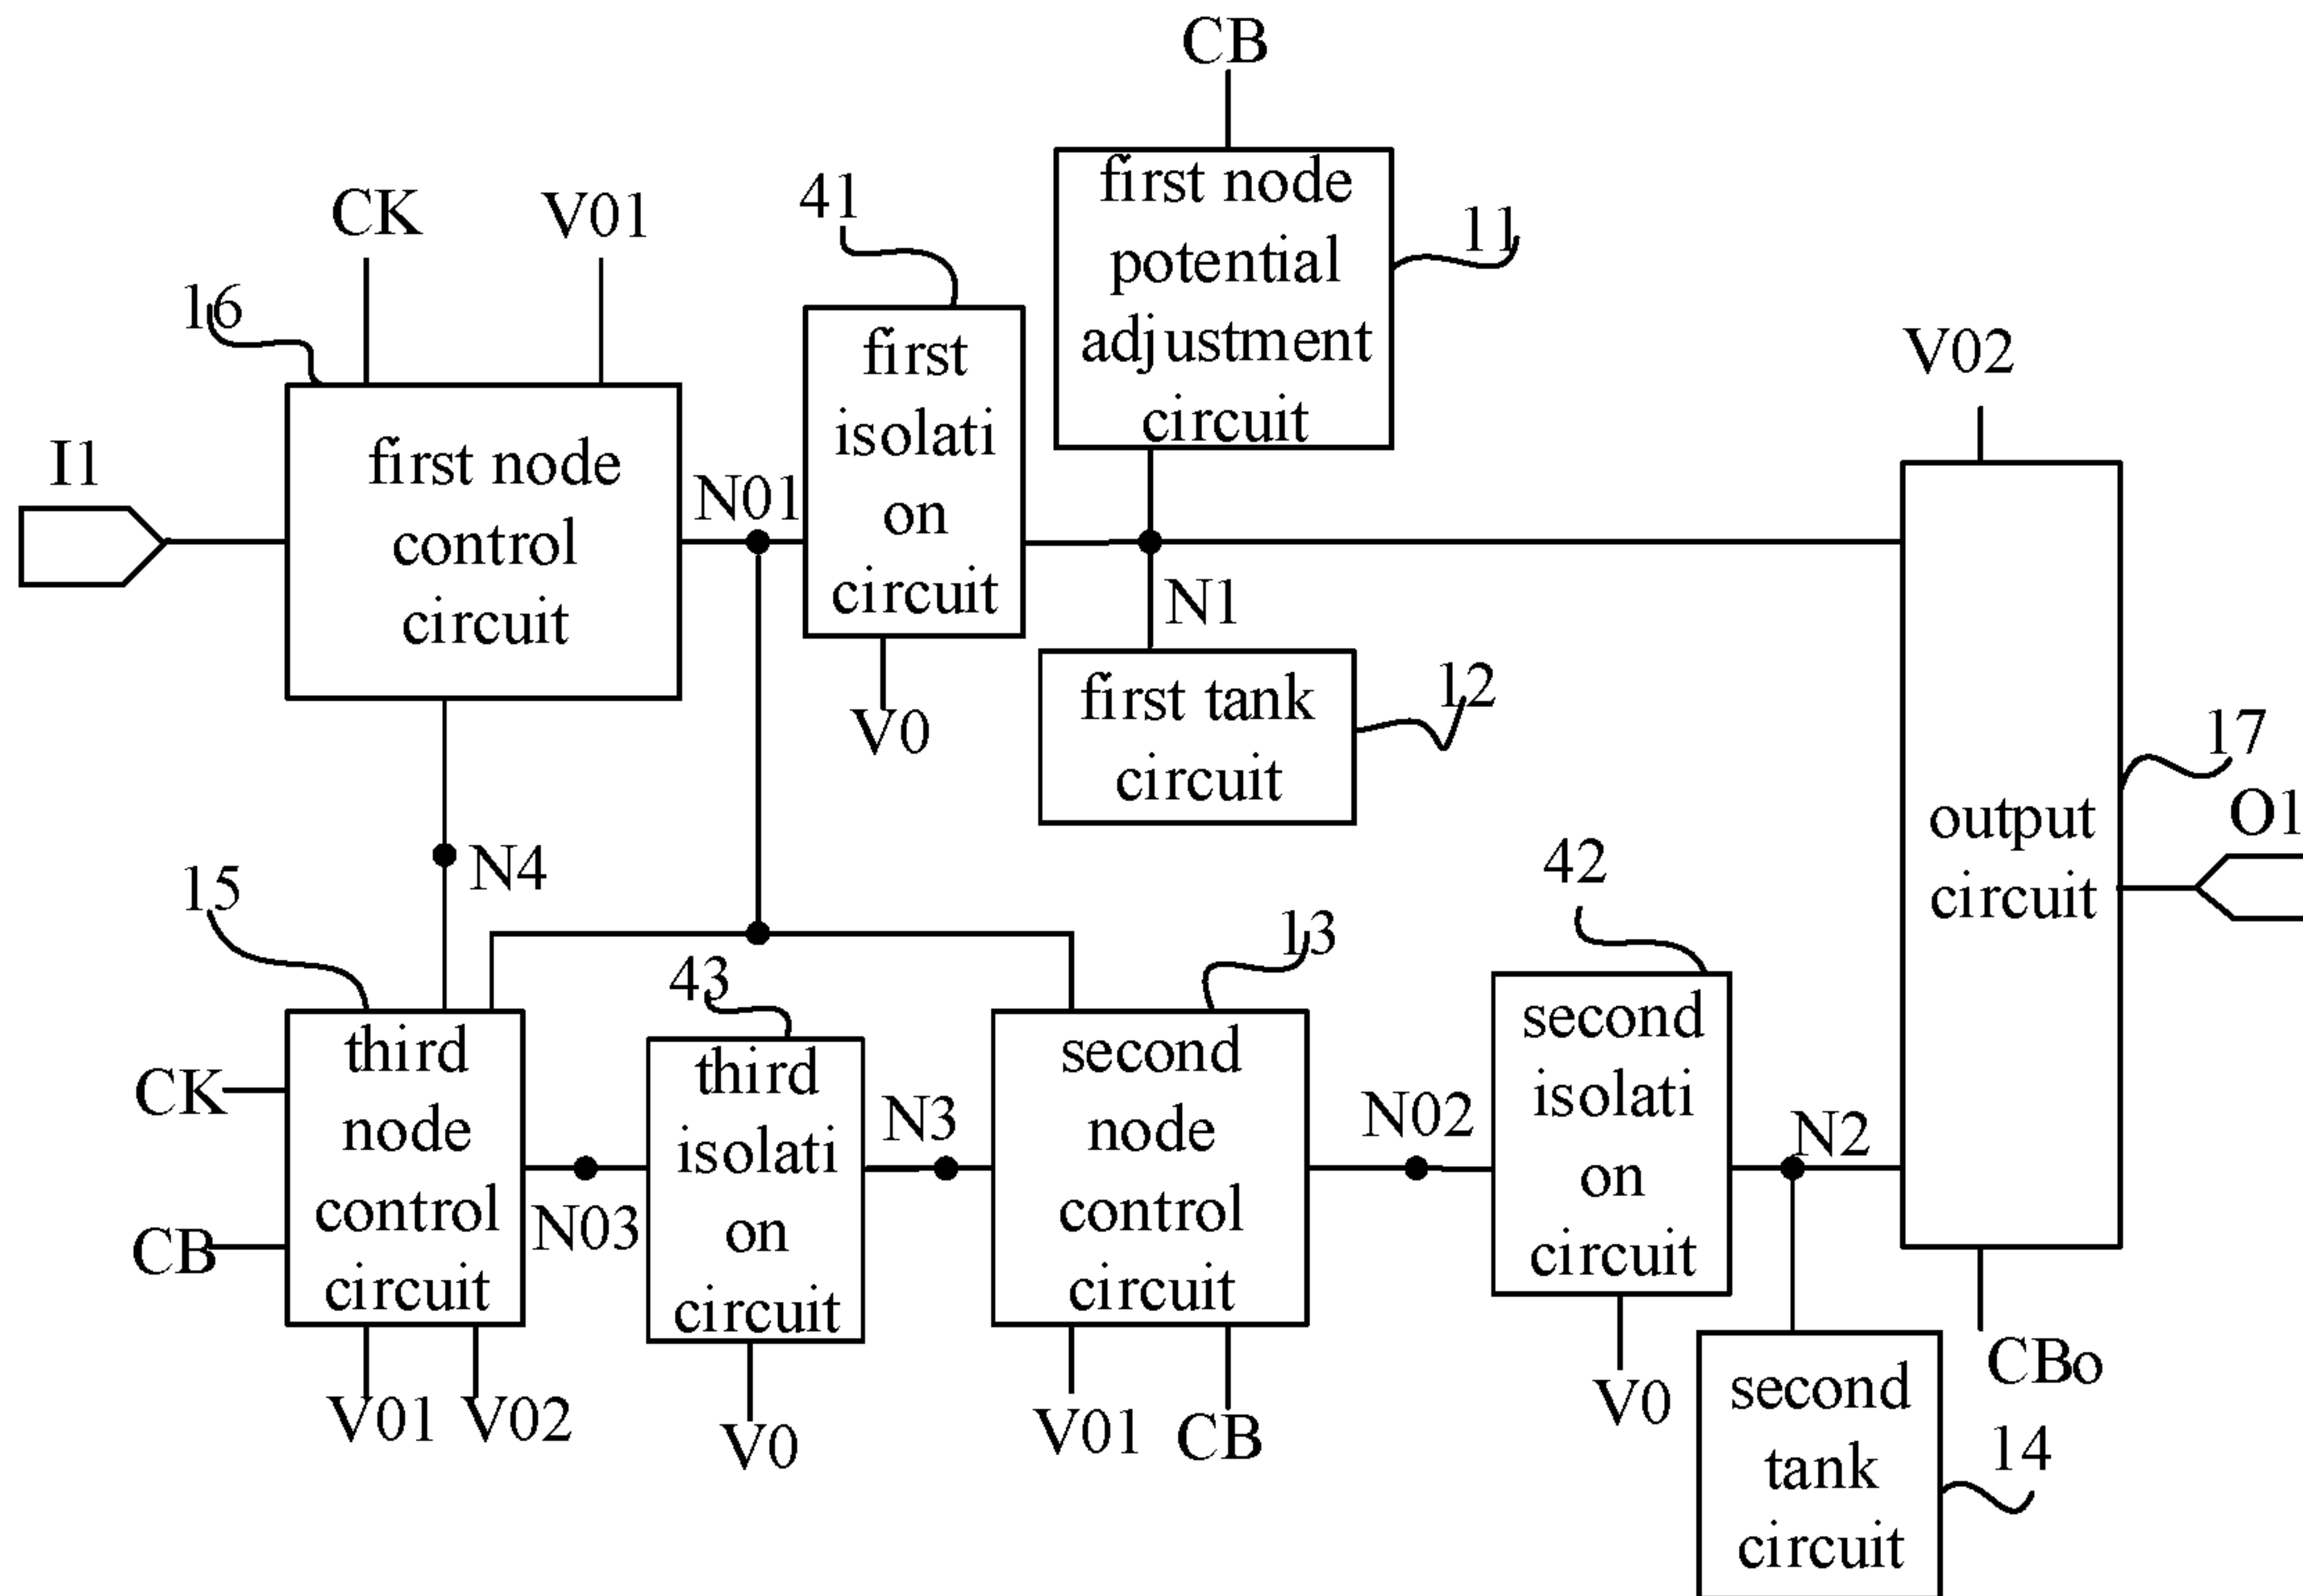 CB
first node
potential
adjustment
circuit
11
CK
V01
41
16
first
isolati
on
circuit
V02
I1
first node
control
circuit
N01
N1
V0
first tank
circuit
12
17
output
circuit
O1
N4
15
43
13
42
third
node
control
circuit
CK
CB
N03
third
isolati
on
circuit
N3
second
node
control
circuit
N02
second
isolati
on
circuit
N2
V01
V02
V0
V01
CB
V0
CBo
second
tank
circuit
14